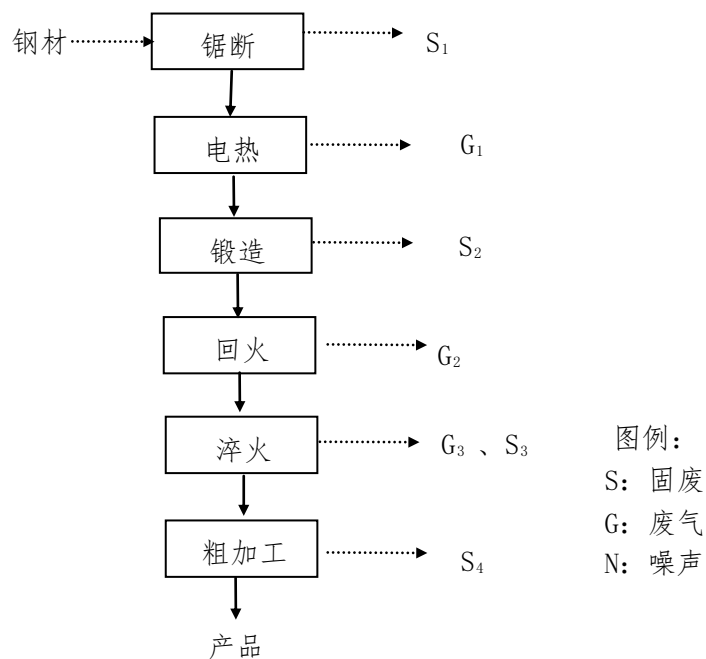 钢材
锯断
S₁
电热
G₁
锻造
S₂
回火
G₂
淬火
G₃ 、S₃
粗加工
S₄
产品
图例：
S：固废
G：废气
N：噪声